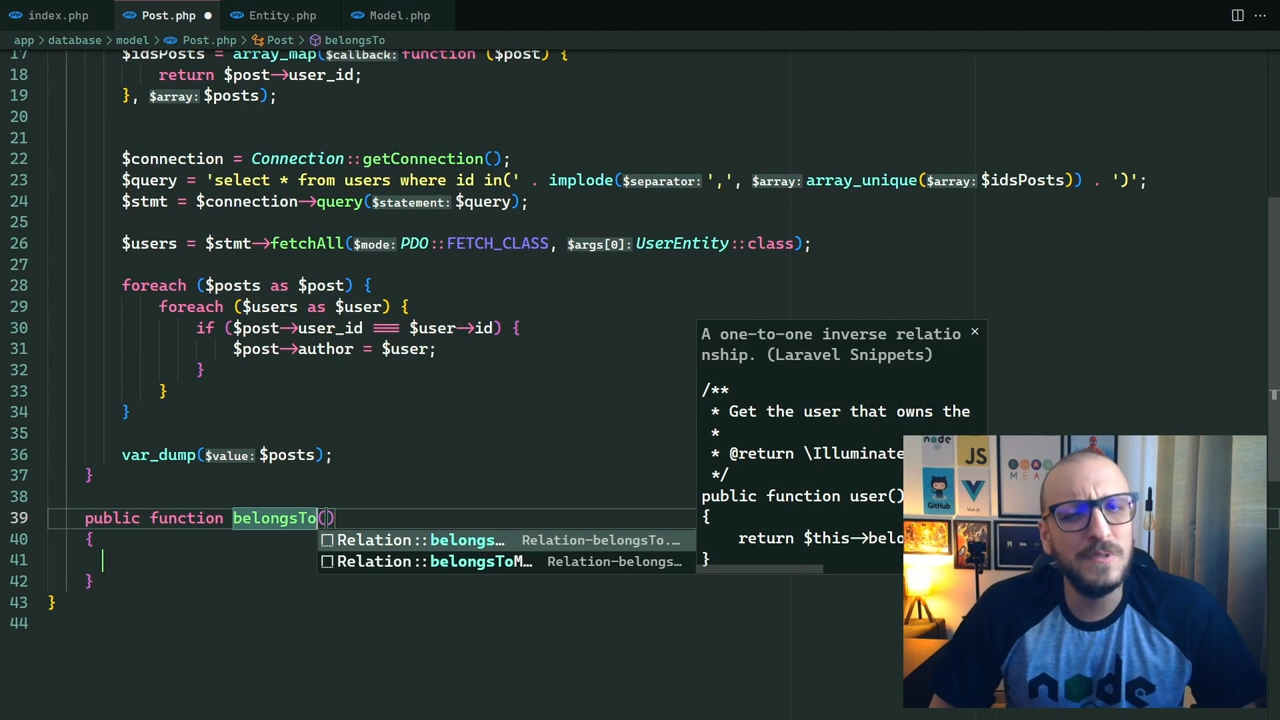 index.php
Post.php
Entity.php
Model.php
app > database > model > Post.php > Post > belongsTo
17 $idsPosts = array_map($callback: function ($post) {
18 return $post->user_id;
19 }, $array: $posts);
20
21
22 $connection = Connection::getConnection();
23 $query = 'select * from users where id in(' . implode($separator: ',', $array: array_unique($array: $idsPosts)) . ')';
24 $stmt = $connection->query($statement: $query);
25
26 $users = $stmt->fetchAll($mode: PDO::FETCH_CLASS, $args[0]: UserEntity::class);
27
28 foreach ($posts as $post) {
29 foreach ($users as $user) {
30 if ($post->user_id === $user->id) {
31 $post->author = $user;
32 }
33 }
34 }
35
36 var_dump($value: $posts);
37 }
38
39 public function belongsTo()
40 {
41
42 }
43 }
44
Relation::belongs… Relation-belongsTo.…
Relation::belongsToM… Relation-belongs…
A one-to-one inverse relatio
nship. (Laravel Snippets)
/**
* Get the user that owns the
*
* @return \Illuminate
*/
public function user()
{
return $this->belo
}
node
JS
GitHub
Vue.js
MEA
node